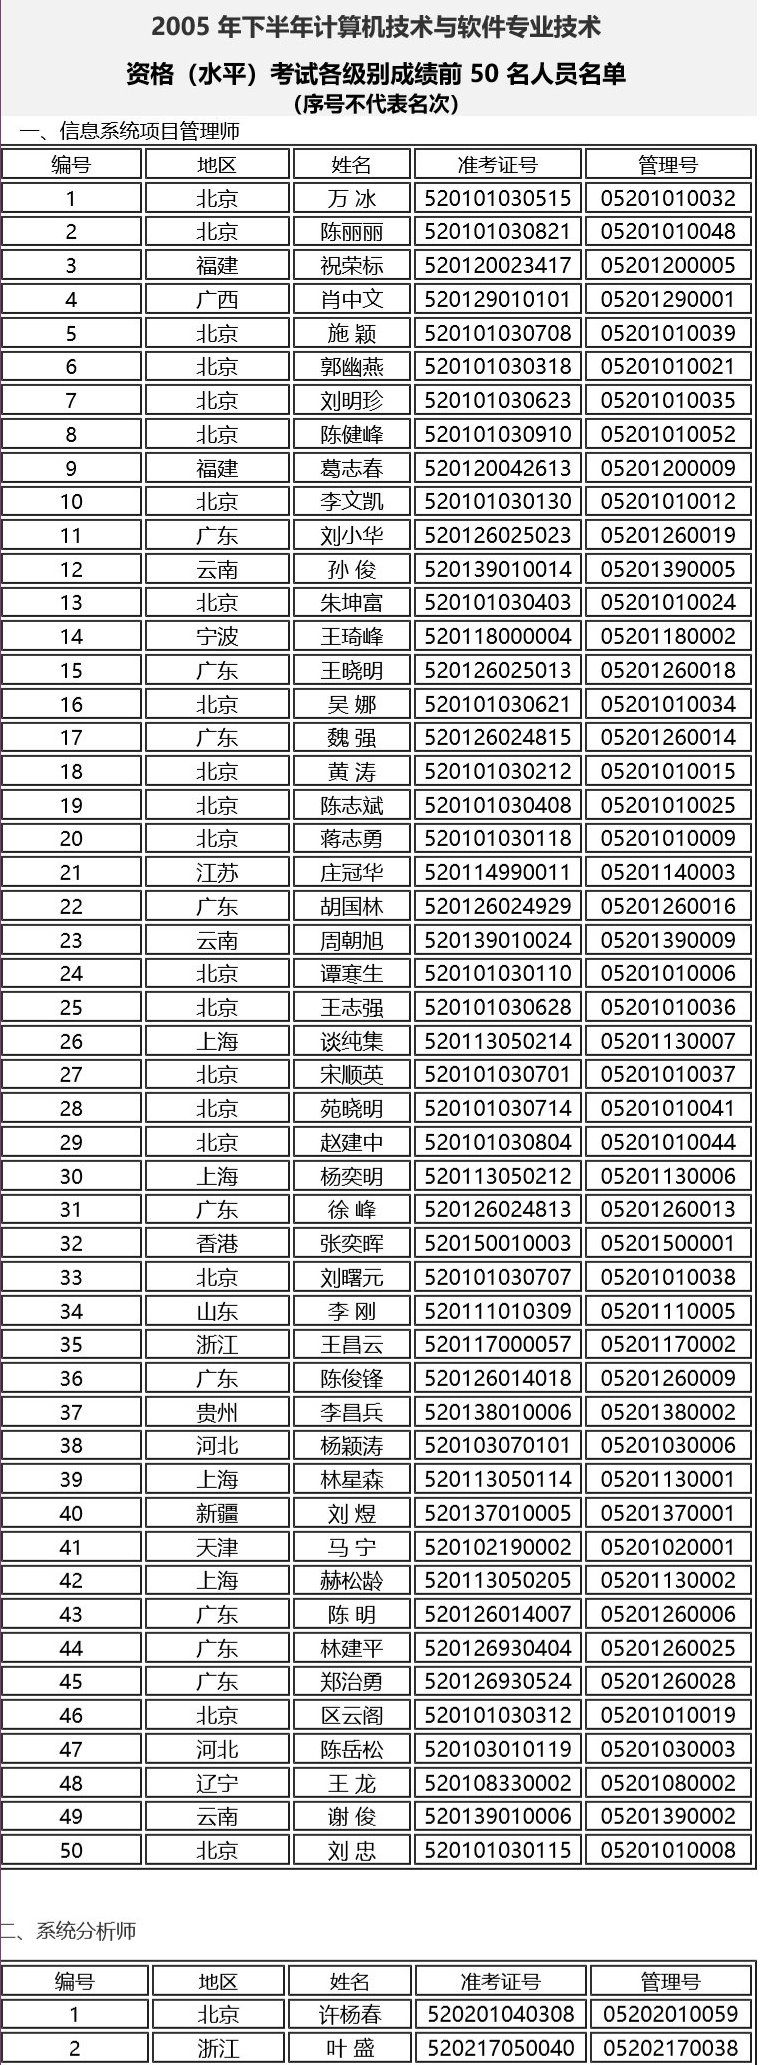 2005 年下半年计算机技术与软件专业技术
资格（水平）考试各级别成绩前 50 名人员名单
（序号不代表名次）
一、信息系统项目管理师
编号 地区 姓名 准考证号 管理号
1 北京 万 冰 520101030515 05201010032
2 北京 陈丽丽 520101030821 05201010048
3 福建 祝荣标 520120023417 05201200005
4 广西 肖中文 520129010101 05201290001
5 北京 施 颖 520101030708 05201010039
6 北京 郭幽燕 520101030318 05201010021
7 北京 刘明珍 520101030623 05201010035
8 北京 陈健峰 520101030910 05201010052
9 福建 葛志春 520120042613 05201200009
10 北京 李文凯 520101030130 05201010012
11 广东 刘小华 520126025023 05201260019
12 云南 孙 俊 520139010014 05201390005
13 北京 朱坤富 520101030403 05201010024
14 宁波 王琦峰 520118000004 05201180002
15 广东 王晓明 520126025013 05201260018
16 北京 吴 娜 520101030621 05201010034
17 广东 魏 强 520126024815 05201260014
18 北京 黄 涛 520101030212 05201010015
19 北京 陈志斌 520101030408 05201010025
20 北京 蒋志勇 520101030118 05201010009
21 江苏 庄冠华 520114990011 05201140003
22 广东 胡国林 520126024929 05201260016
23 云南 周朝旭 520139010024 05201390009
24 北京 谭寒生 520101030110 05201010006
25 北京 王志强 520101030628 05201010036
26 上海 谈纯集 520113050214 05201130007
27 北京 宋顺英 520101030701 05201010037
28 北京 苑晓明 520101030714 05201010041
29 北京 赵建中 520101030804 05201010044
30 上海 杨奕明 520113050212 05201130006
31 广东 徐 峰 520126024813 05201260013
32 香港 张奕晖 520150010003 05201500001
33 北京 刘曙元 520101030707 05201010038
34 山东 李 刚 520111010309 05201110005
35 浙江 王昌云 520117000057 05201170002
36 广东 陈俊锋 520126014018 05201260009
37 贵州 李昌兵 520138010006 05201380002
38 河北 杨颖涛 520103070101 05201030006
39 上海 林星森 520113050114 05201130001
40 新疆 刘 煜 520137010005 05201370001
41 天津 马 宁 520102190002 05201020001
42 上海 赫松龄 520113050205 05201130002
43 广东 陈 明 520126014007 05201260006
44 广东 林建平 520126930404 05201260025
45 广东 郑治勇 520126930524 05201260028
46 北京 区云阁 520101030312 05201010019
47 河北 陈岳松 520103010119 05201030003
48 辽宁 王 龙 520108330002 05201080002
49 云南 谢 俊 520139010006 05201390002
50 北京 刘 忠 520101030115 05201010008
二、系统分析师
编号 地区 姓名 准考证号 管理号
1 北京 许杨春 520201040308 05202010059
2 浙江 叶 盛 520217050040 05202170038